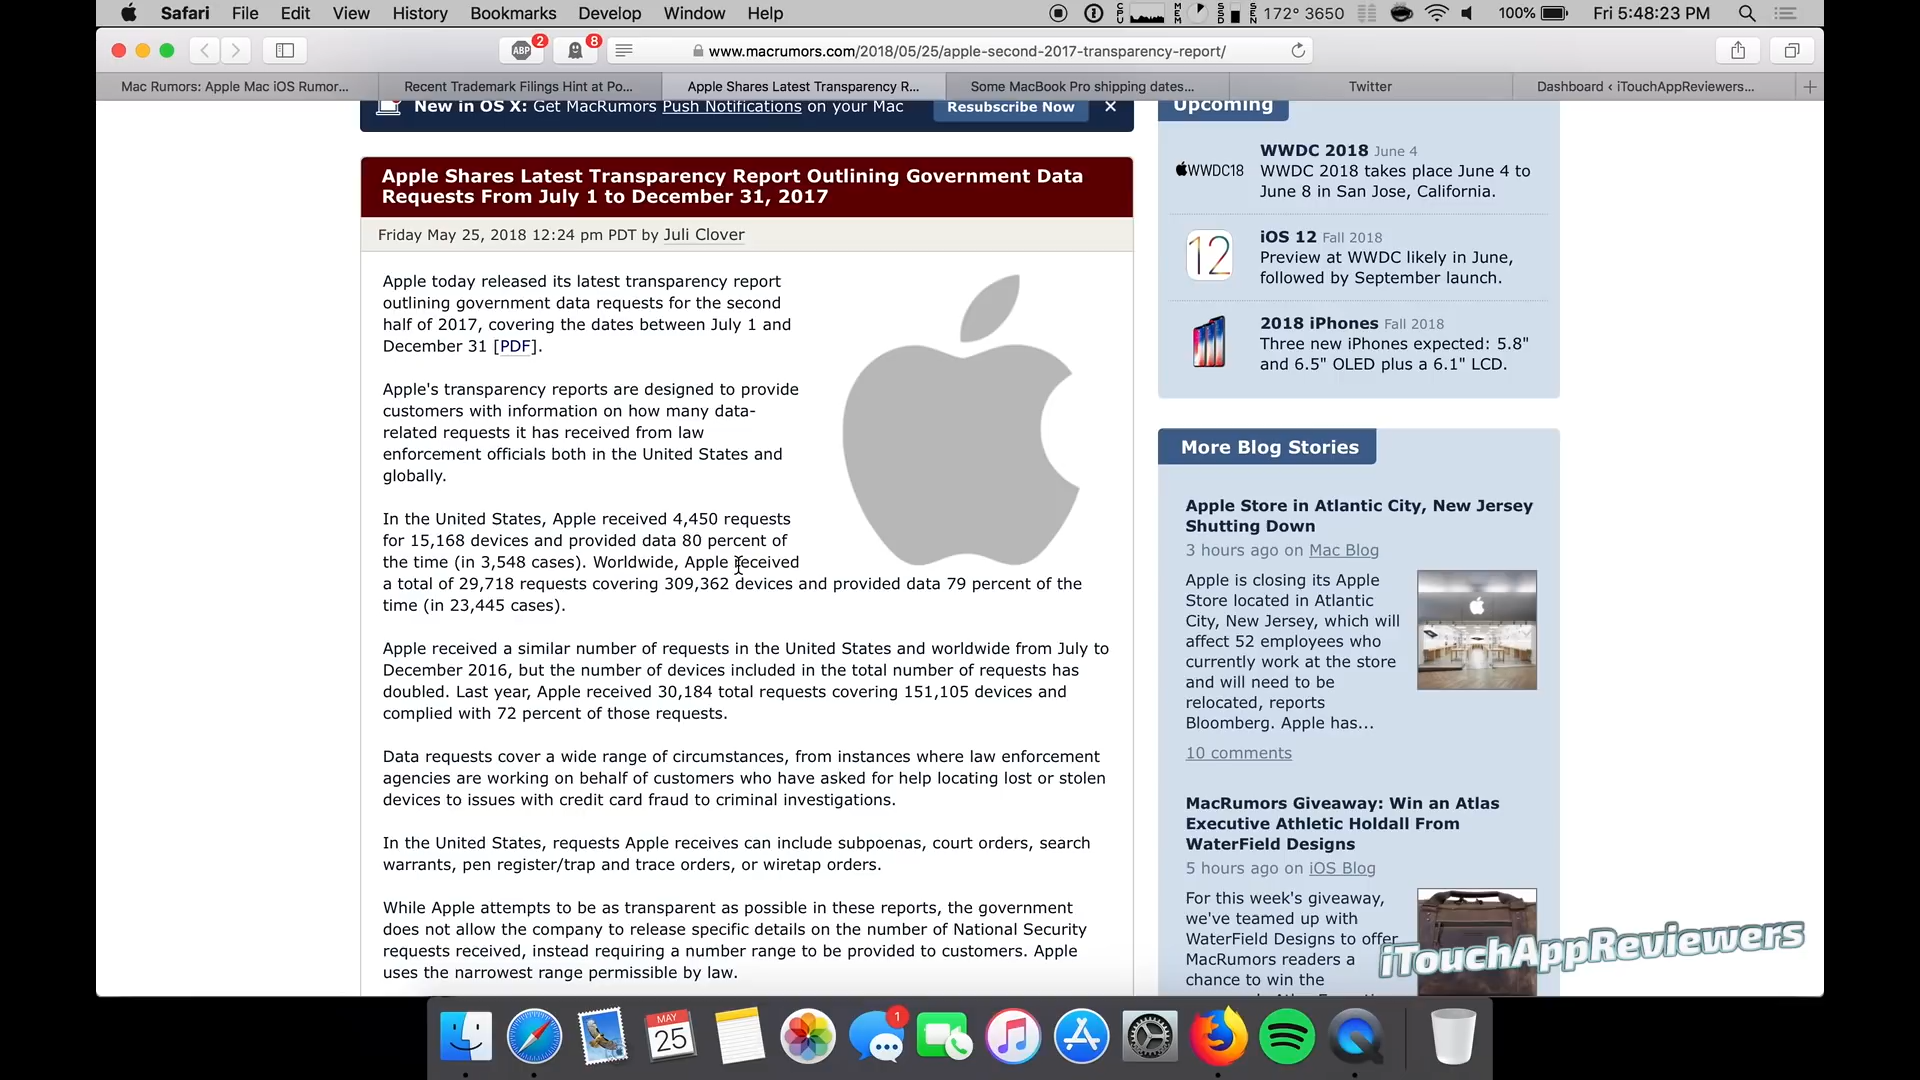 Safari File Edit View History Bookmarks Develop Window Help
172° 3650 100% Fri 5:48:23 PM
ABP 2 8
www.macrumors.com/2018/05/25/apple-second-2017-transparency-report/
Mac Rumors: Apple Mac iOS Rumor...
Recent Trademark Filings Hint at Po...
Apple Shares Latest Transparency R...
Some MacBook Pro shipping dates...
Twitter
Dashboard ‹ iTouchAppReviewers...
New in OS X: Get MacRumors Push Notifications on your Mac
Resubscribe Now
Apple Shares Latest Transparency Report Outlining Government Data
Requests From July 1 to December 31, 2017
Friday May 25, 2018 12:24 pm PDT by Juli Clover
Apple today released its latest transparency report
outlining government data requests for the second
half of 2017, covering the dates between July 1 and
December 31 [PDF].
Apple's transparency reports are designed to provide
customers with information on how many data-
related requests it has received from law
enforcement officials both in the United States and
globally.
In the United States, Apple received 4,450 requests
for 15,168 devices and provided data 80 percent of
the time (in 3,548 cases). Worldwide, Apple received
a total of 29,718 requests covering 309,362 devices and provided data 79 percent of the
time (in 23,445 cases).
Apple received a similar number of requests in the United States and worldwide from July to
December 2016, but the number of devices included in the total number of requests has
doubled. Last year, Apple received 30,184 total requests covering 151,105 devices and
complied with 72 percent of those requests.
Data requests cover a wide range of circumstances, from instances where law enforcement
agencies are working on behalf of customers who have asked for help locating lost or stolen
devices to issues with credit card fraud to criminal investigations.
In the United States, requests Apple receives can include subpoenas, court orders, search
warrants, pen register/trap and trace orders, or wiretap orders.
While Apple attempts to be as transparent as possible in these reports, the government
does not allow the company to release specific details on the number of National Security
requests received, instead requiring a number range to be provided to customers. Apple
uses the narrowest range permissible by law.
Upcoming
WWDC18
WWDC 2018 June 4
WWDC 2018 takes place June 4 to
June 8 in San Jose, California.
12
iOS 12 Fall 2018
Preview at WWDC likely in June,
followed by September launch.
2018 iPhones Fall 2018
Three new iPhones expected: 5.8"
and 6.5" OLED plus a 6.1" LCD.
More Blog Stories
Apple Store in Atlantic City, New Jersey
Shutting Down
3 hours ago on Mac Blog
Apple is closing its Apple
Store located in Atlantic
City, New Jersey, which will
affect 52 employees who
currently work at the store
and will need to be
relocated, reports
Bloomberg. Apple has...
10 comments
MacRumors Giveaway: Win an Atlas
Executive Athletic Holdall From
WaterField Designs
5 hours ago on iOS Blog
For this week's giveaway,
we've teamed up with
WaterField Designs to offer
MacRumors readers a
chance to win the
iTouchAppReviewers
MAY
25
1